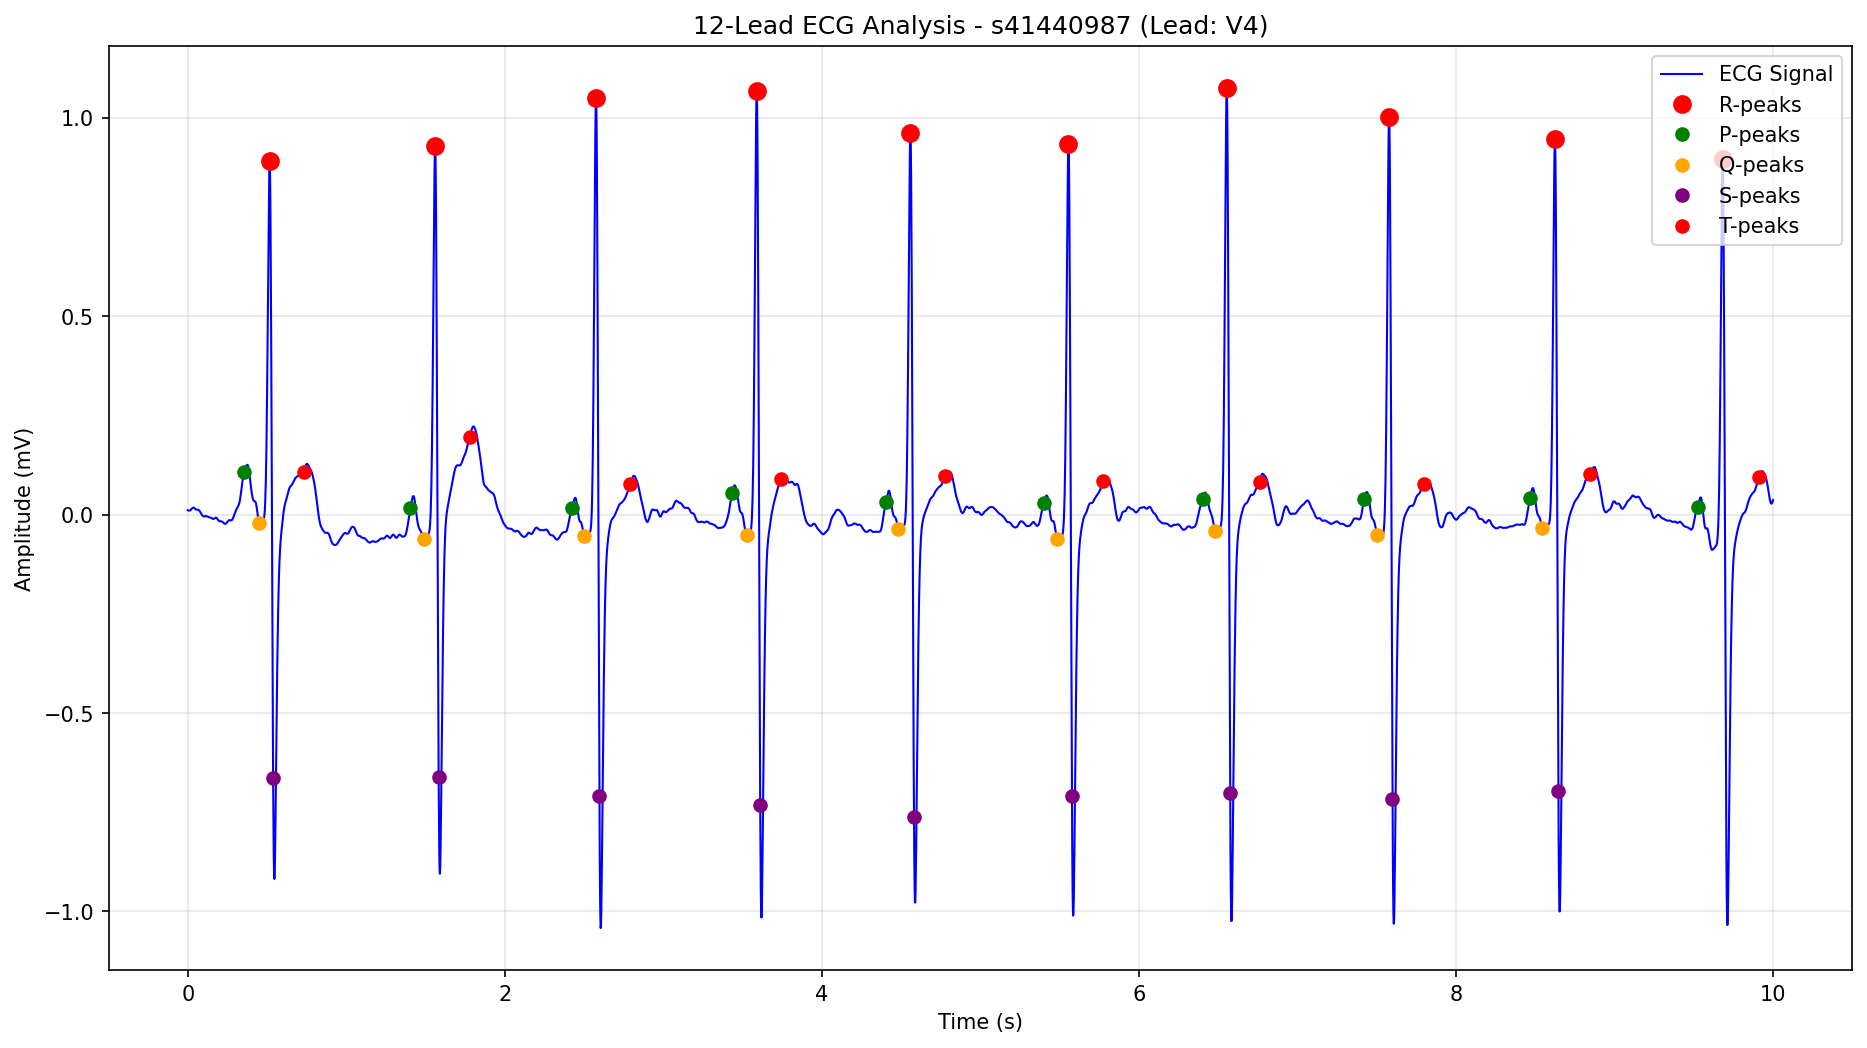 12-Lead ECG Analysis - s41440987 (Lead: V4)
ECG Signal
R-peaks
P-peaks
Q-peaks
S-peaks
T-peaks
Amplitude (mV)
1.0
0.5
0.0
−0.5
−1.0
0 2 4 6 8 10
Time (s)